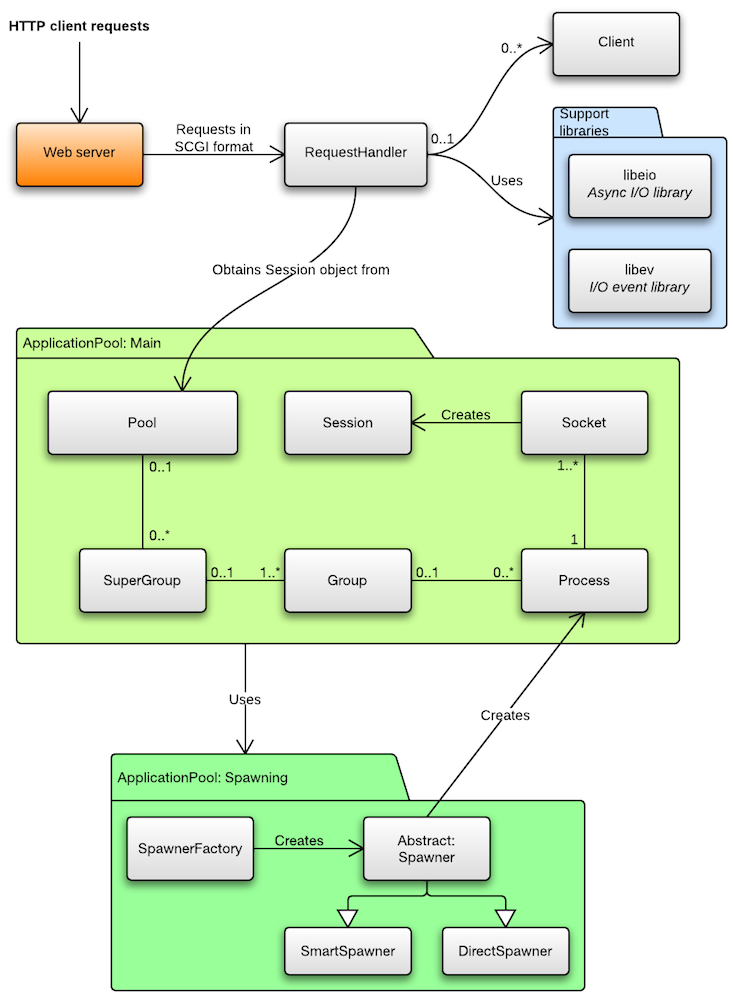 HTTP client requests
Client
0..*
Web server
Requests in
SCGI format
RequestHandler
0..1
Uses
Support
libraries
libeio
Async I/O library
libev
I/O event library
Obtains Session object from
ApplicationPool: Main
Pool
Session
Creates
Socket
0..1
1..*
0..*
1
SuperGroup
0..1
1..*
Group
0..1
0..*
Process
Uses
Creates
ApplicationPool: Spawning
SpawnerFactory
Creates
Abstract:
Spawner
SmartSpawner
DirectSpawner